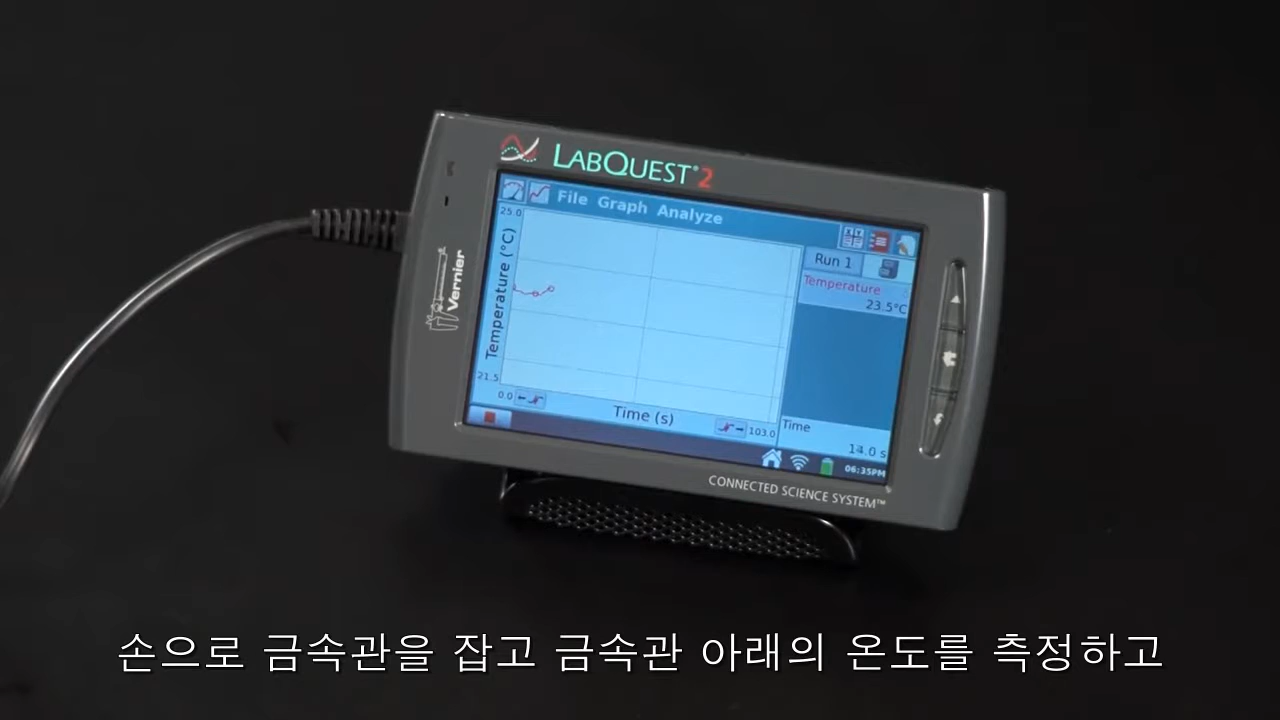 LABQUEST® 2
File Graph Analyze
25.0
Temperature (°C)
21.5
0.0
Time (s)
103.0
Run 1
Temperature
23.5°C
Time
14.0 s
06:35PM
Vernier
CONNECTED SCIENCE SYSTEM™
손으로 금속관을 잡고 금속관 아래의 온도를 측정하고